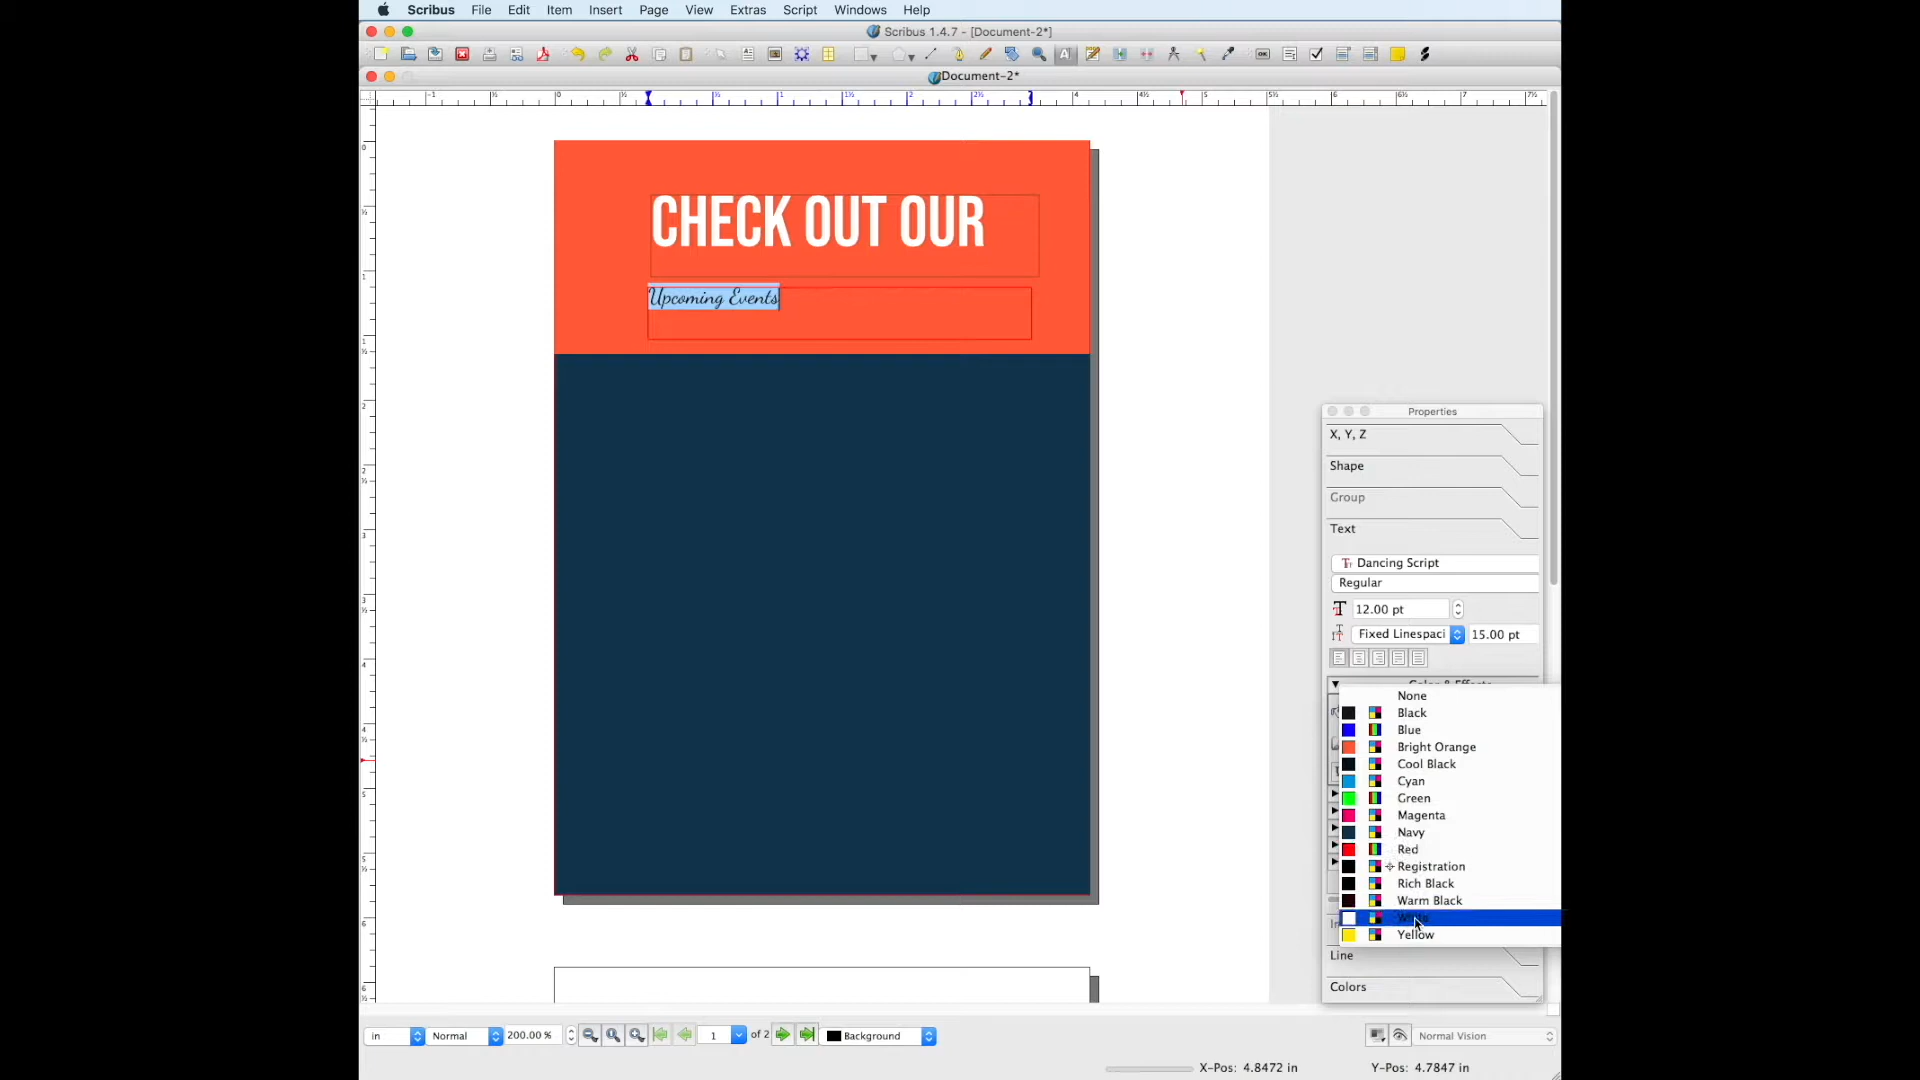 Scribus File Edit Item Insert Page View Extras Script Windows Help
Scribus 1.4.7 - [Document-2*]
Document-2*
CHECK OUT OUR
Upcoming Events
Properties
X, Y, Z
Shape
Group
Text
Dancing Script
Regular
12.00 pt
Fixed Linespaci 15.00 pt
Color & Effects
None
Black
Blue
Bright Orange
Cool Black
Cyan
Green
Magenta
Navy
Red
Registration
Rich Black
Warm Black
White
Yellow
Line
Colors
in Normal 200.00 % 1 of 2 Background Normal Vision
X-Pos: 4.8472 in Y-Pos: 4.7847 in